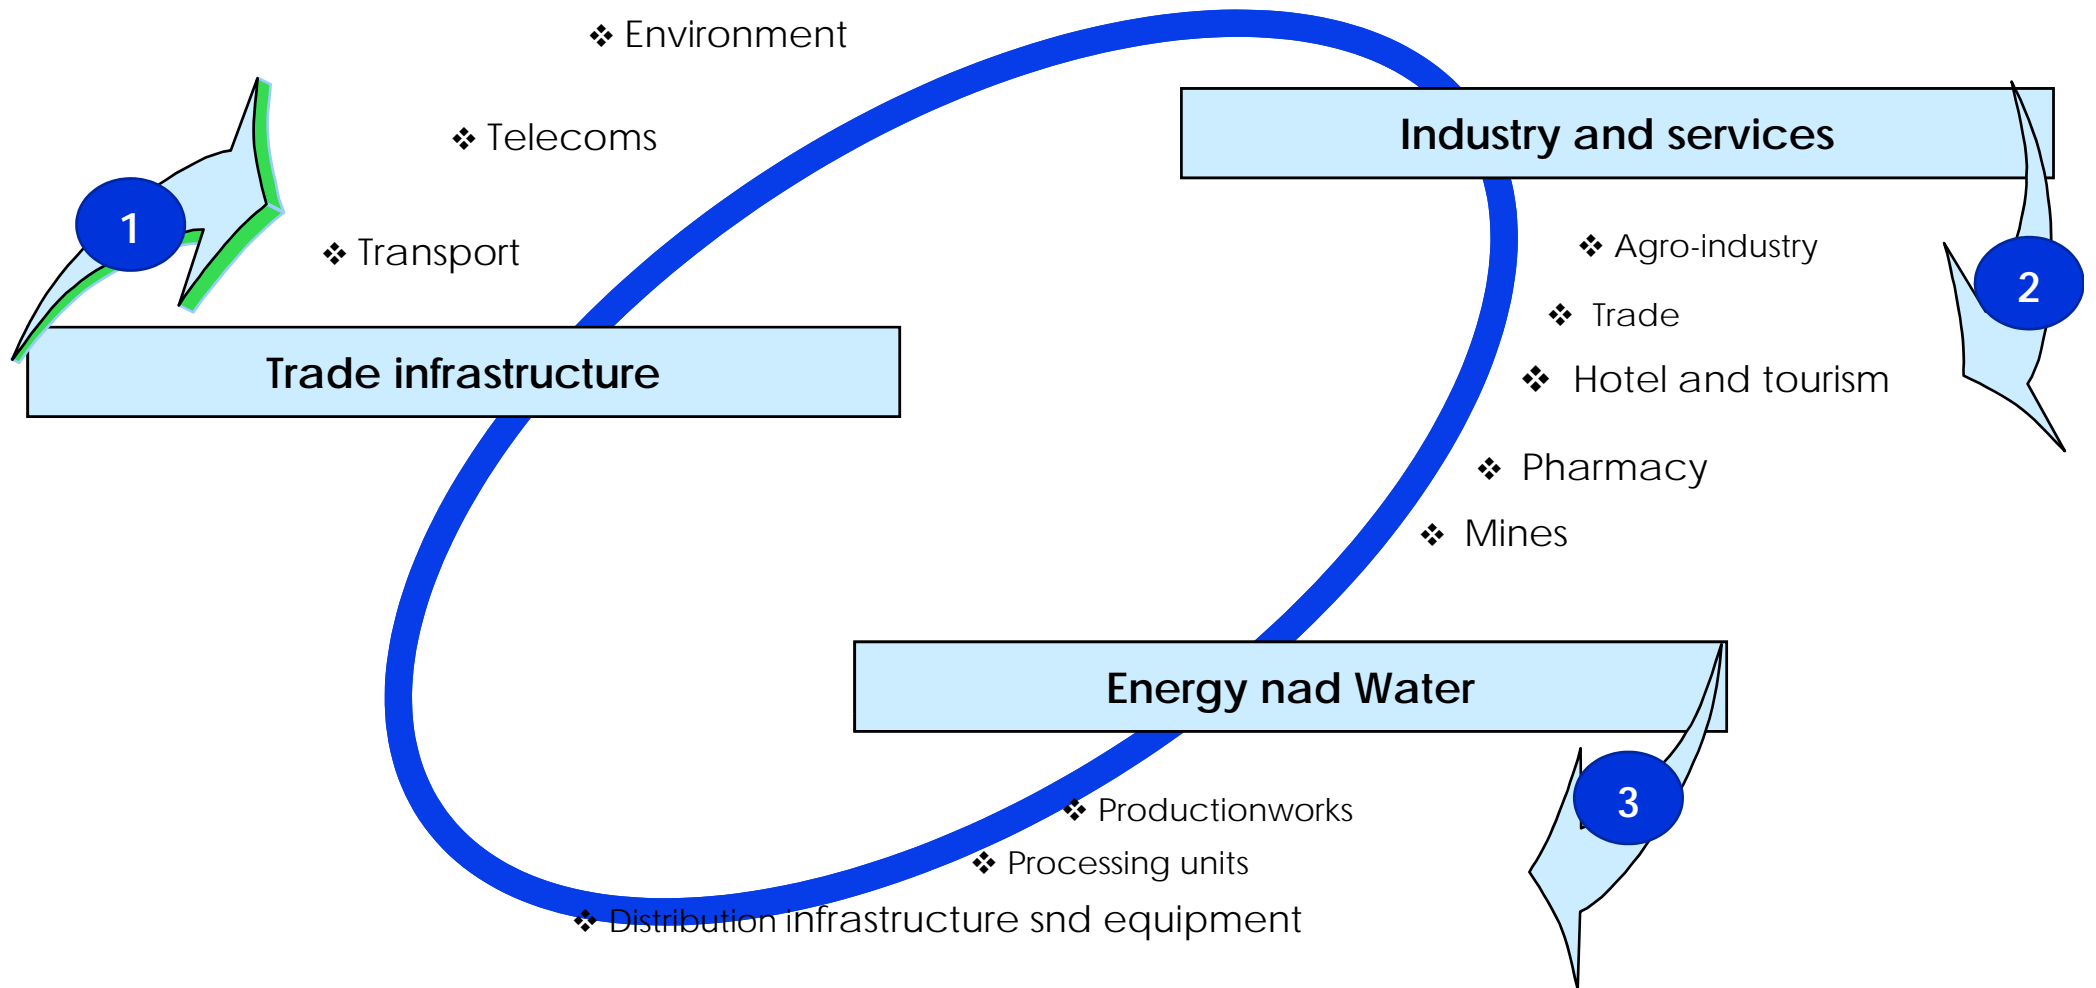 ❖ Environment
❖ Telecoms
❖ Transport
1
Trade infrastructure
Industry and services
2
❖ Agro-industry
❖ Trade
❖ Hotel and tourism
❖ Pharmacy
❖ Mines
Energy nad Water
3
❖ Productionworks
❖ Processing units
❖ Distribution infrastructure snd equipment